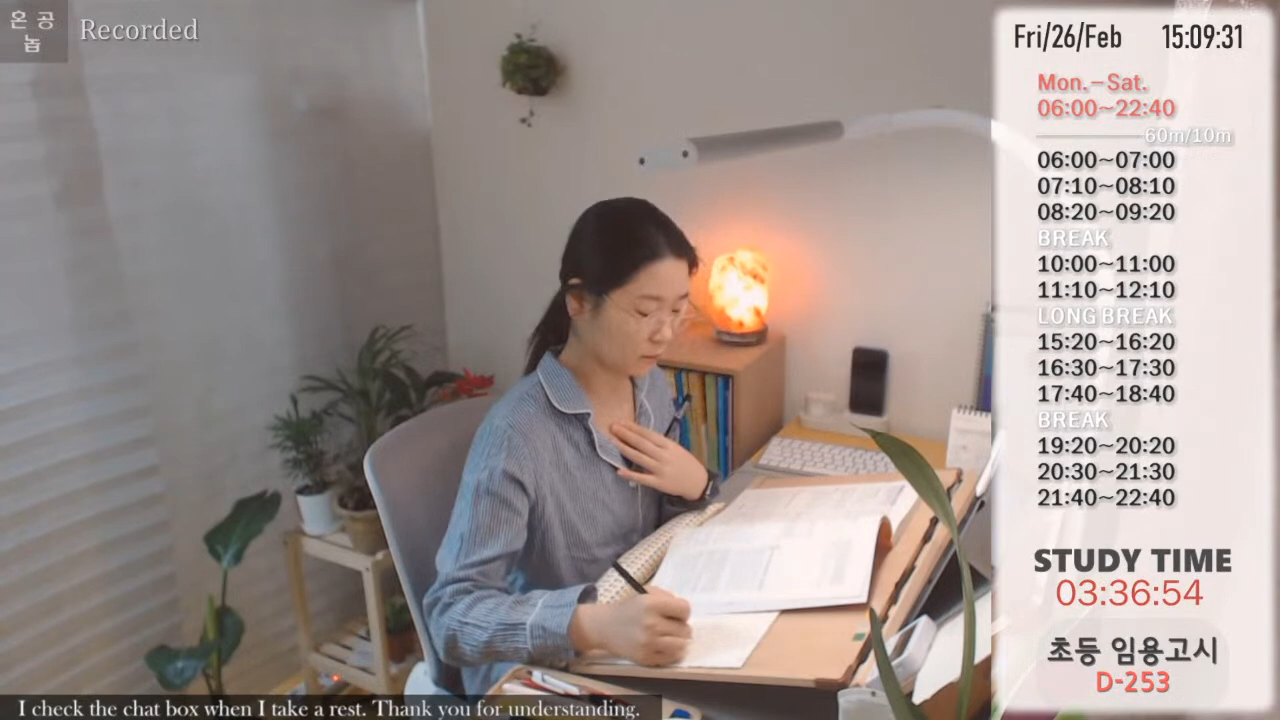 혼 공
놉
Recorded
Fri/26/Feb 15:09:31
Mon.-Sat.
06:00~22:40
60m/10m
06:00~07:00
07:10~08:10
08:20~09:20
BREAK
10:00~11:00
11:10~12:10
LONG BREAK
15:20~16:20
16:30~17:30
17:40~18:40
BREAK
19:20~20:20
20:30~21:30
21:40~22:40
STUDY TIME
03:36:54
초등 임용고시
D-253
I check the chat box when I take a rest. Thank you for understanding.